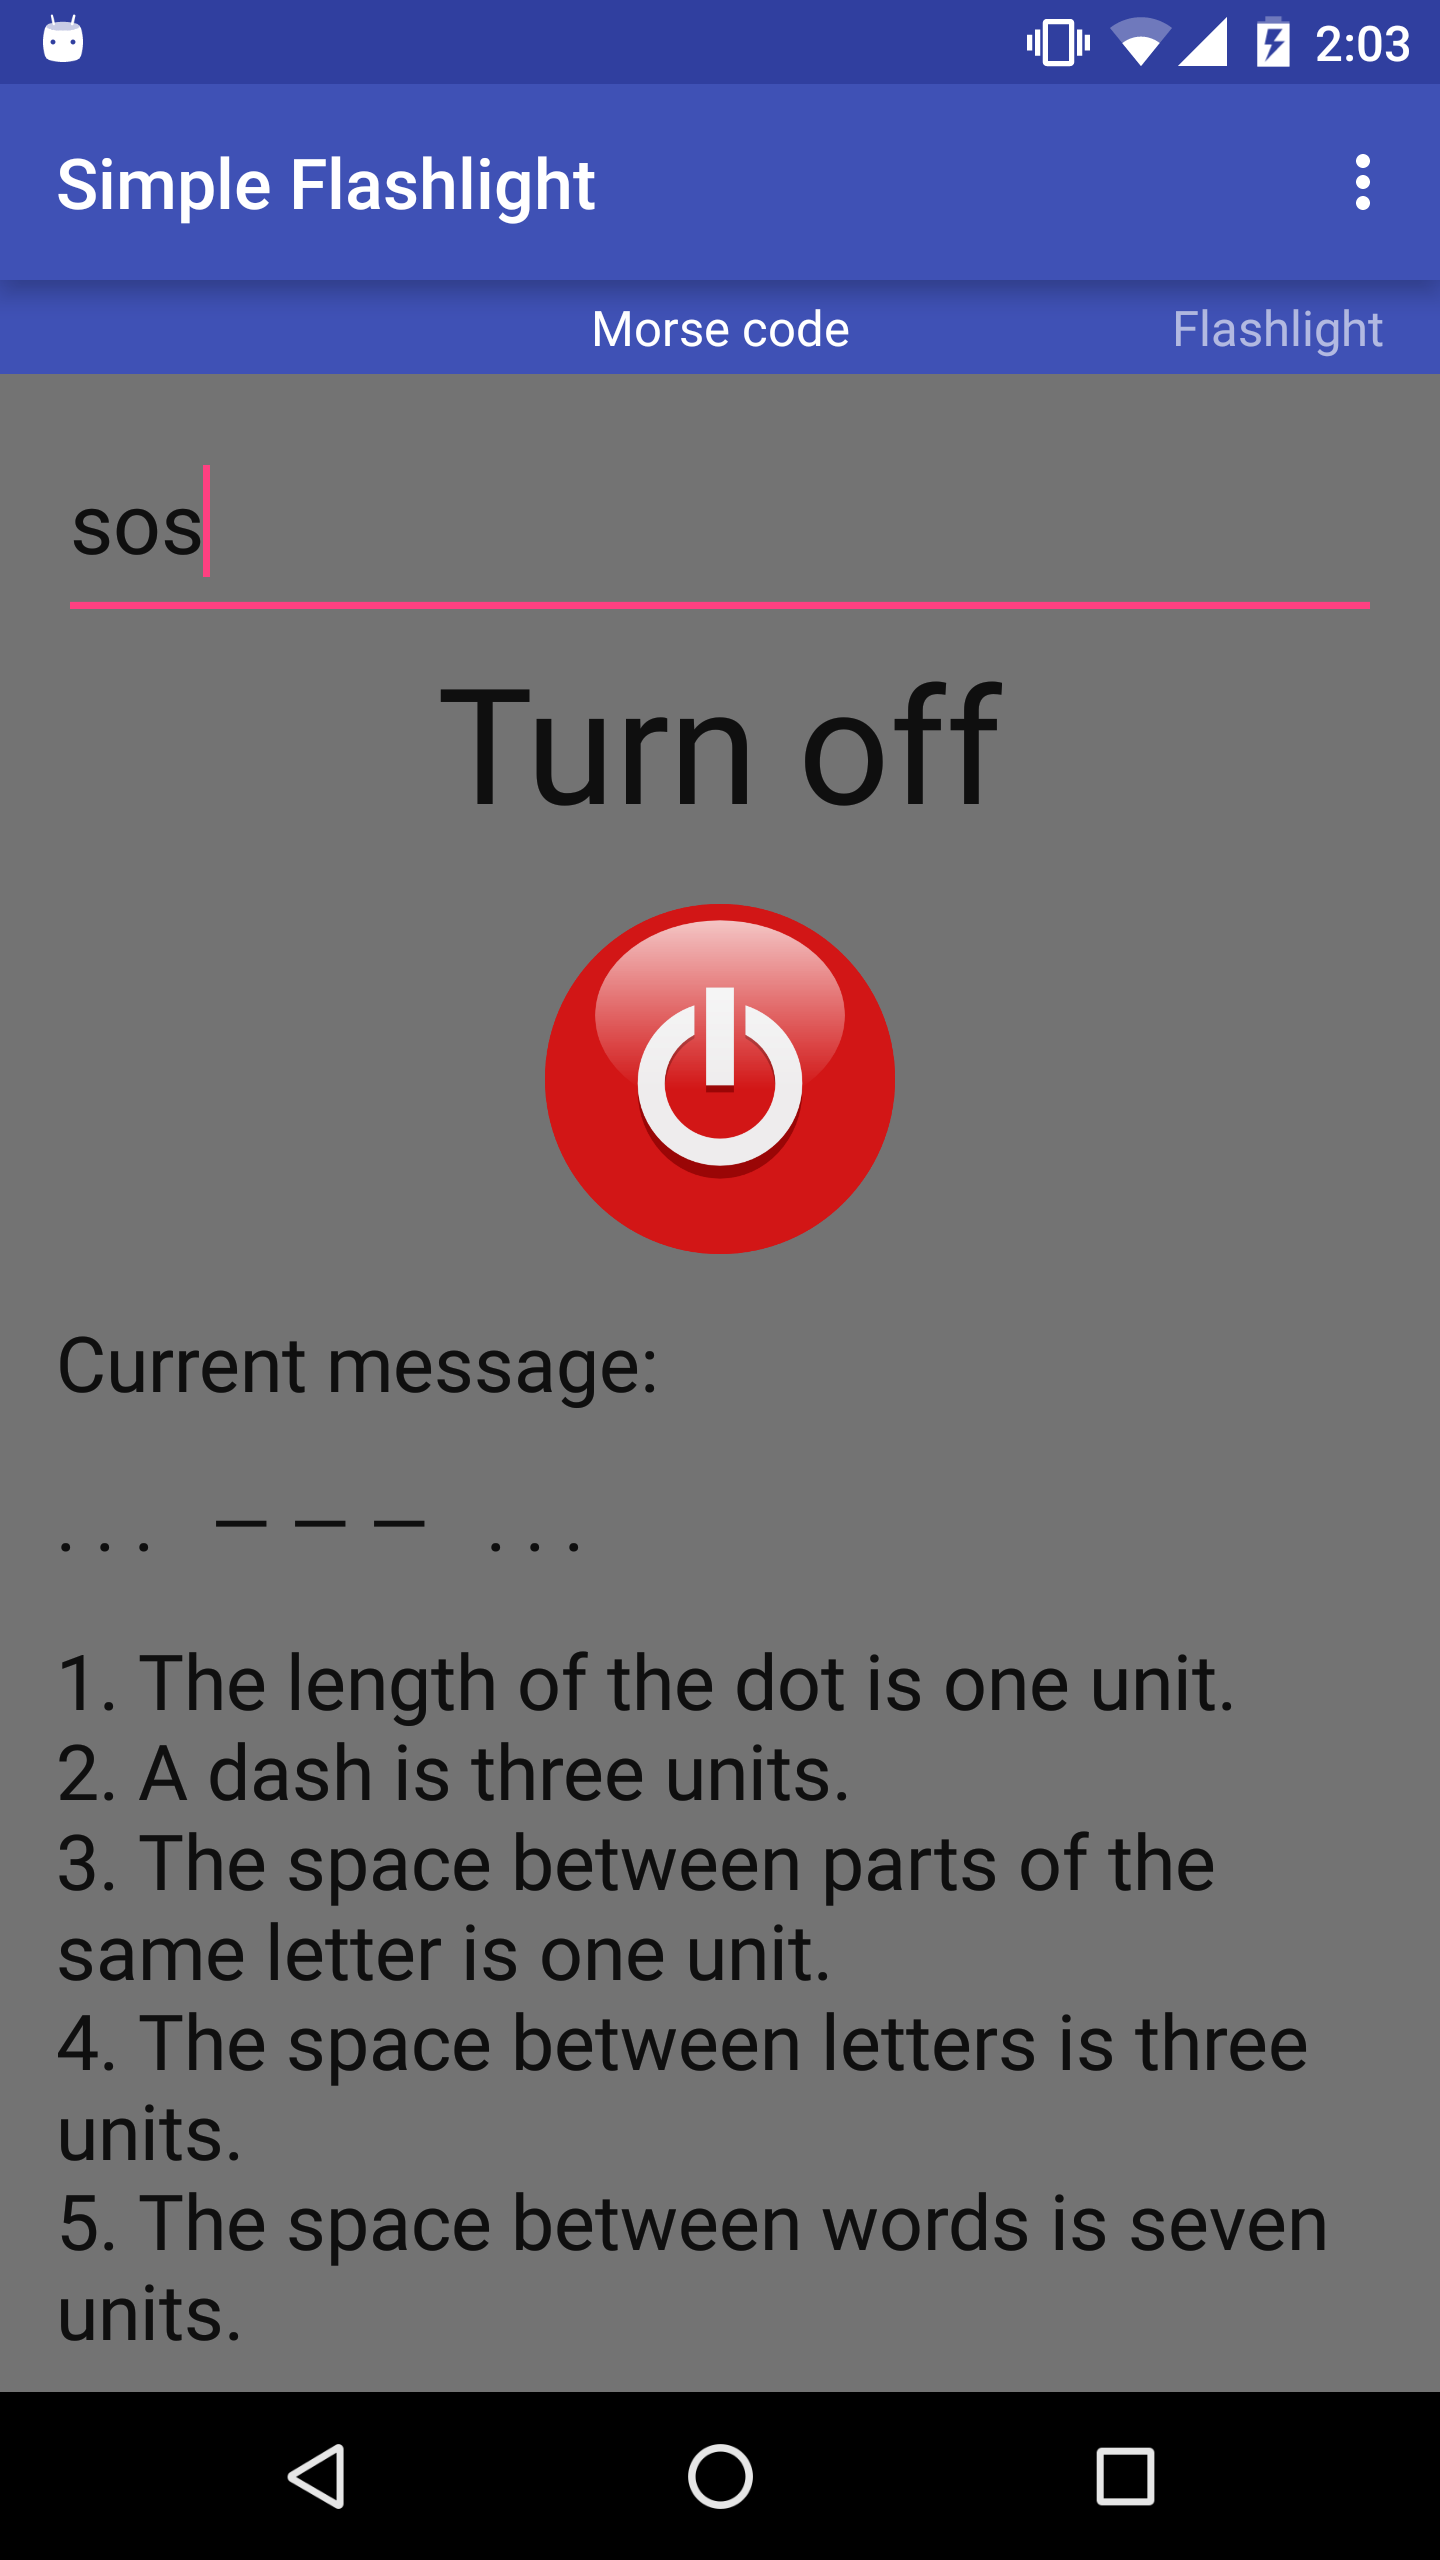 2:03
Simple Flashlight
Morse code Flashlight
sos
Turn off
Current message:
. . .   – – –   . . .
1. The length of the dot is one unit.
2. A dash is three units.
3. The space between parts of the
same letter is one unit.
4. The space between letters is three
units.
5. The space between words is seven
units.